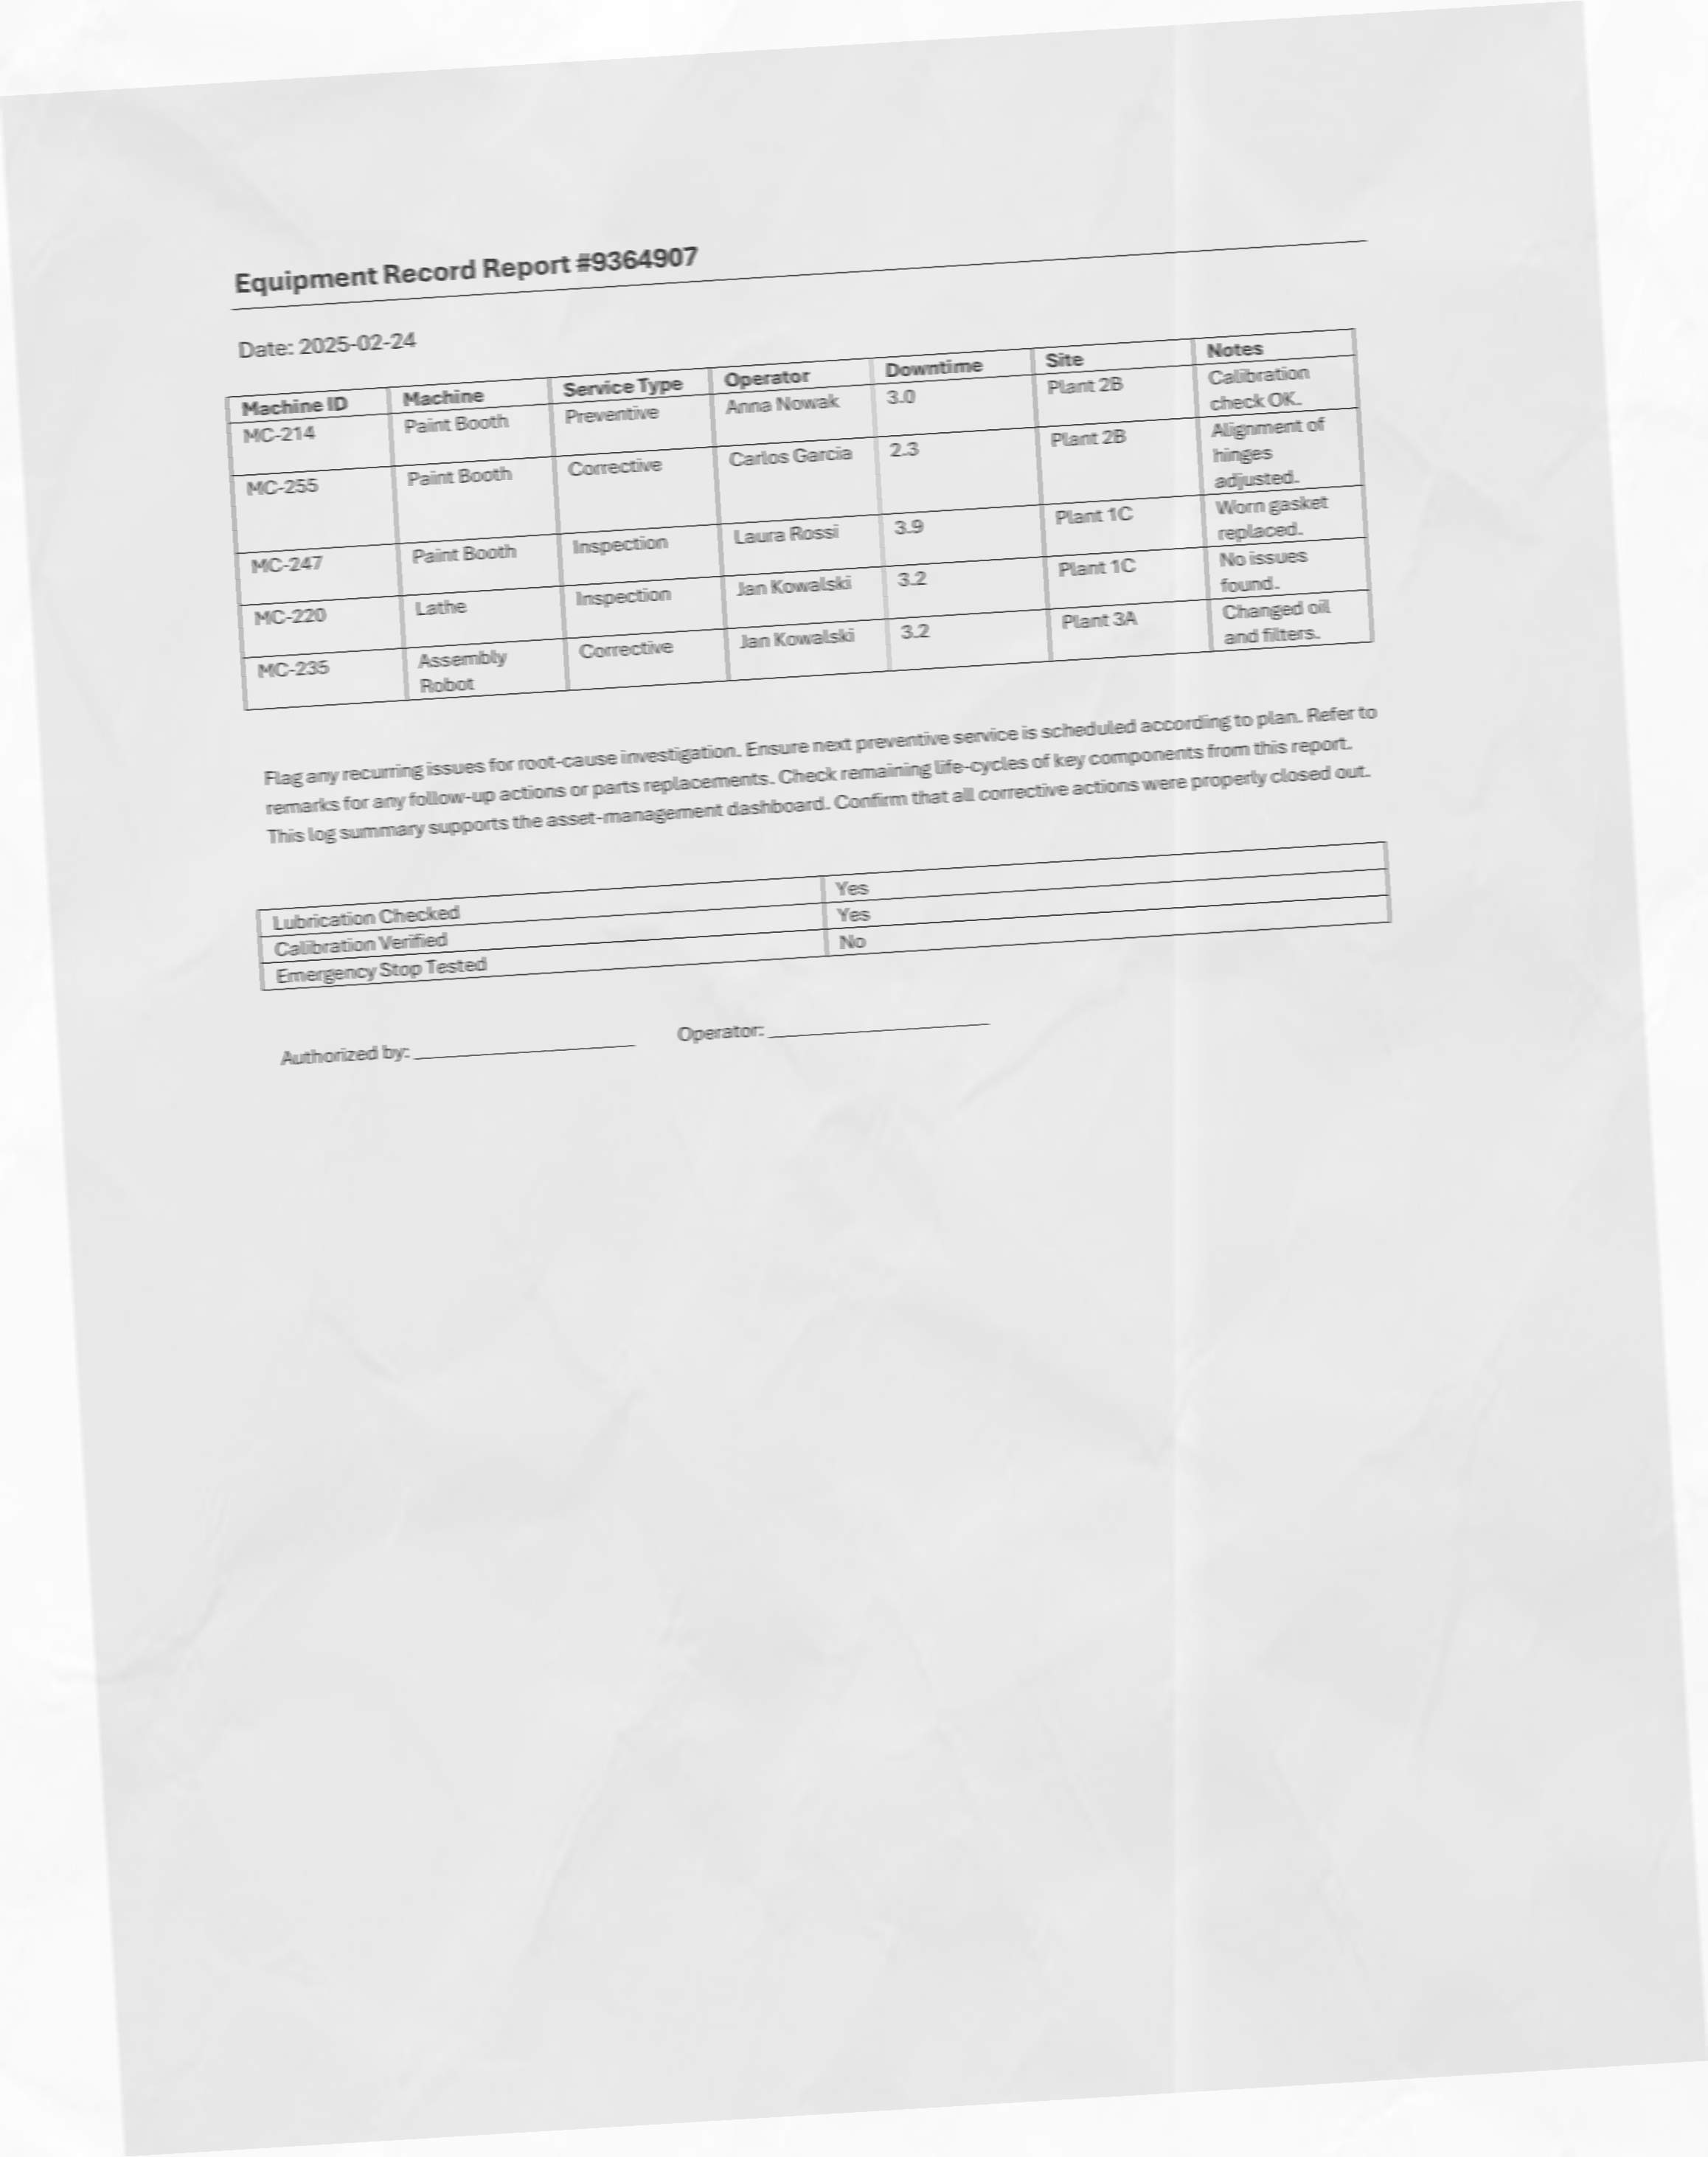 Equipment Record Report #9364907
Date: 2025-02-24
Machine ID Machine Service Type Operator Downtime Site Notes
MC-214 Paint Booth Preventive Anna Nowak 3.0 Plant 2B Calibration
check OK.
MC-255 Paint Booth Corrective Carlos Garcia 2.3 Plant 2B Alignment of
hinges
adjusted.
MC-247 Paint Booth Inspection Laura Rossi 3.9 Plant 1C Worn gasket
replaced.
MC-220 Lathe Inspection Jan Kowalski 3.2 Plant 1C No issues
found.
MC-235 Assembly Corrective Jan Kowalski 3.2 Plant 3A Changed oil
Robot and filters.
Flag any recurring issues for root-cause investigation. Ensure next preventive service is scheduled according to plan. Refer to
remarks for any follow-up actions or parts replacements. Check remaining life-cycles of key components from this report.
This log summary supports the asset-management dashboard. Confirm that all corrective actions were properly closed out.
Lubrication Checked Yes
Calibration Verified Yes
Emergency Stop Tested No
Authorized by: Operator: